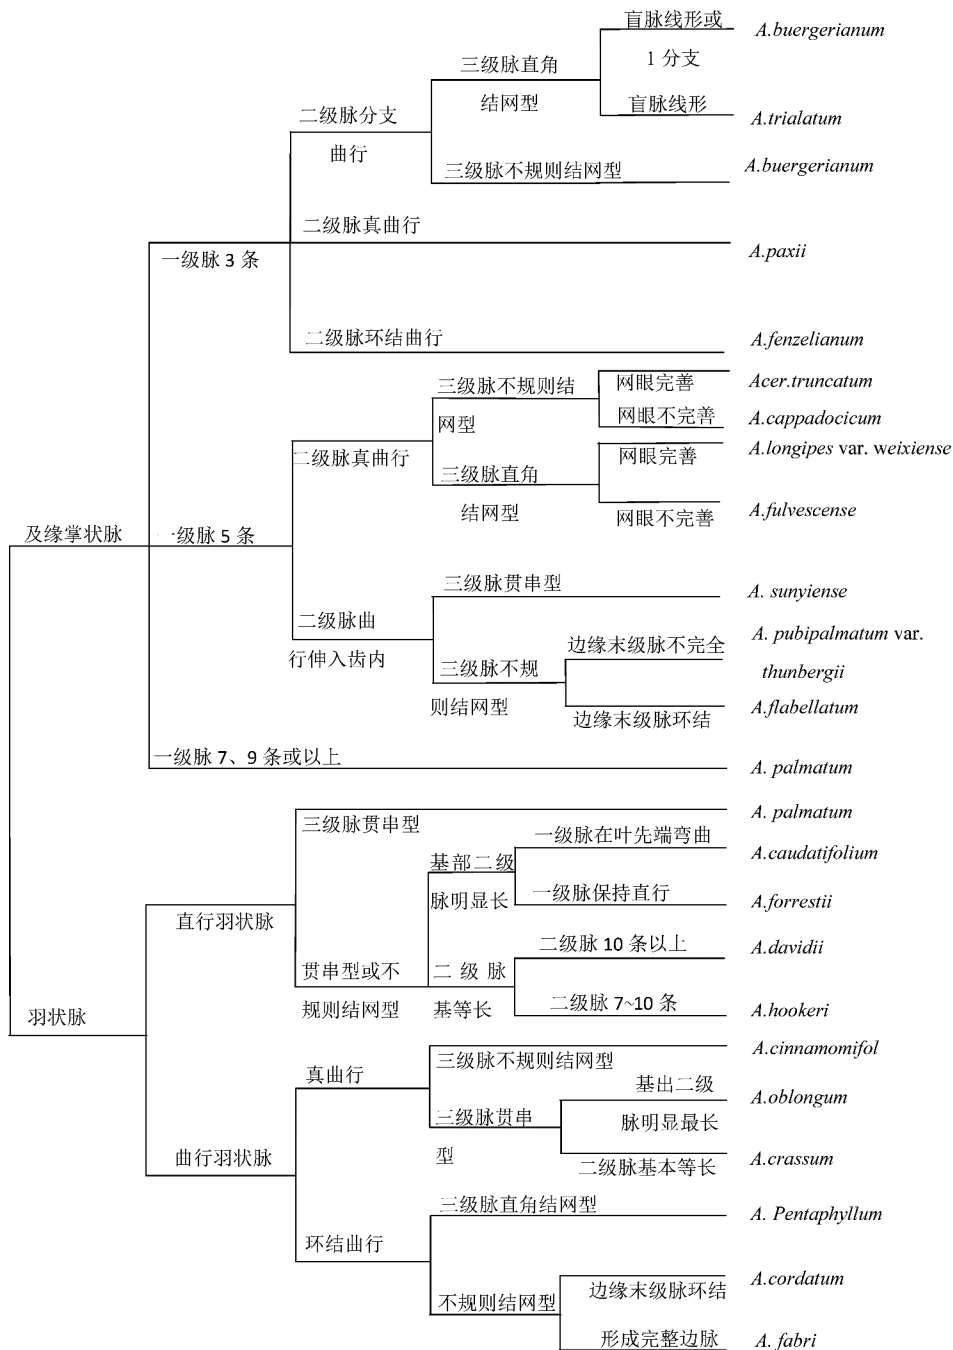 盲脉线形或
A.buergerianum
三级脉直角
1 分支
结网型
盲脉线形
二级脉分支
A.trialatum
曲行
三级脉不规则结网型
A.buergerianum
二级脉真曲行
一级脉 3 条
A.paxii
二级脉环结曲行
A.fenzelianum
三级脉不规则结
网眼完善
Acer.truncatum
网型
网眼不完善
A.cappadocicum
二级脉真曲行
网眼完善
A.longipes var. weixiense
三级脉直角
结网型
网眼不完善
A.fulvescense
及缘掌状脉
一级脉 5 条
三级脉贯串型
A. sunyiense
二级脉曲
行伸入齿内
边缘末级脉不完全
A. pubipalmatum var.
三级脉不规
thunbergii
则结网型
边缘末级脉环结
A.flabellatum
一级脉 7、9 条或以上
A. palmatum
三级脉贯串型
A. palmatum
一级脉在叶先端弯曲
基部二级
A.caudatifolium
脉明显长
一级脉保持直行
A.forrestii
直行羽状脉
二级脉 10 条以上
A.davidii
贯串型或不
二 级 脉
规则结网型
基等长
二级脉 7~10 条
A.hookeri
羽状脉
A.cinnamomifol
真曲行
三级脉不规则结网型
基出二级
A.oblongum
三级脉贯串
脉明显最长
型
二级脉基本等长
A.crassum
曲行羽状脉
三级脉直角结网型
A. Pentaphyllum
环结曲行
A.cordatum
不规则结网型
边缘末级脉环结
形成完整边脉
A. fabri